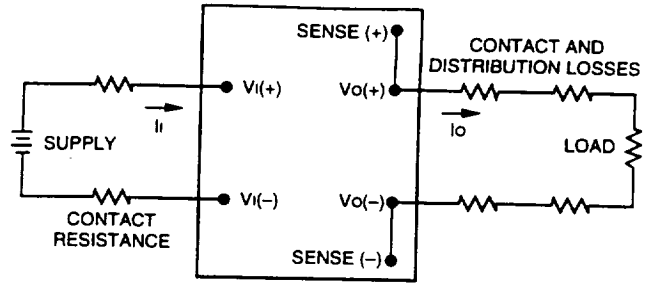 SENSE (+)
CONTACT AND
DISTRIBUTION LOSSES
VI(+)
VO(+)
II
IO
SUPPLY
LOAD
VI(–)
VO(–)
CONTACT
RESISTANCE
SENSE (–)